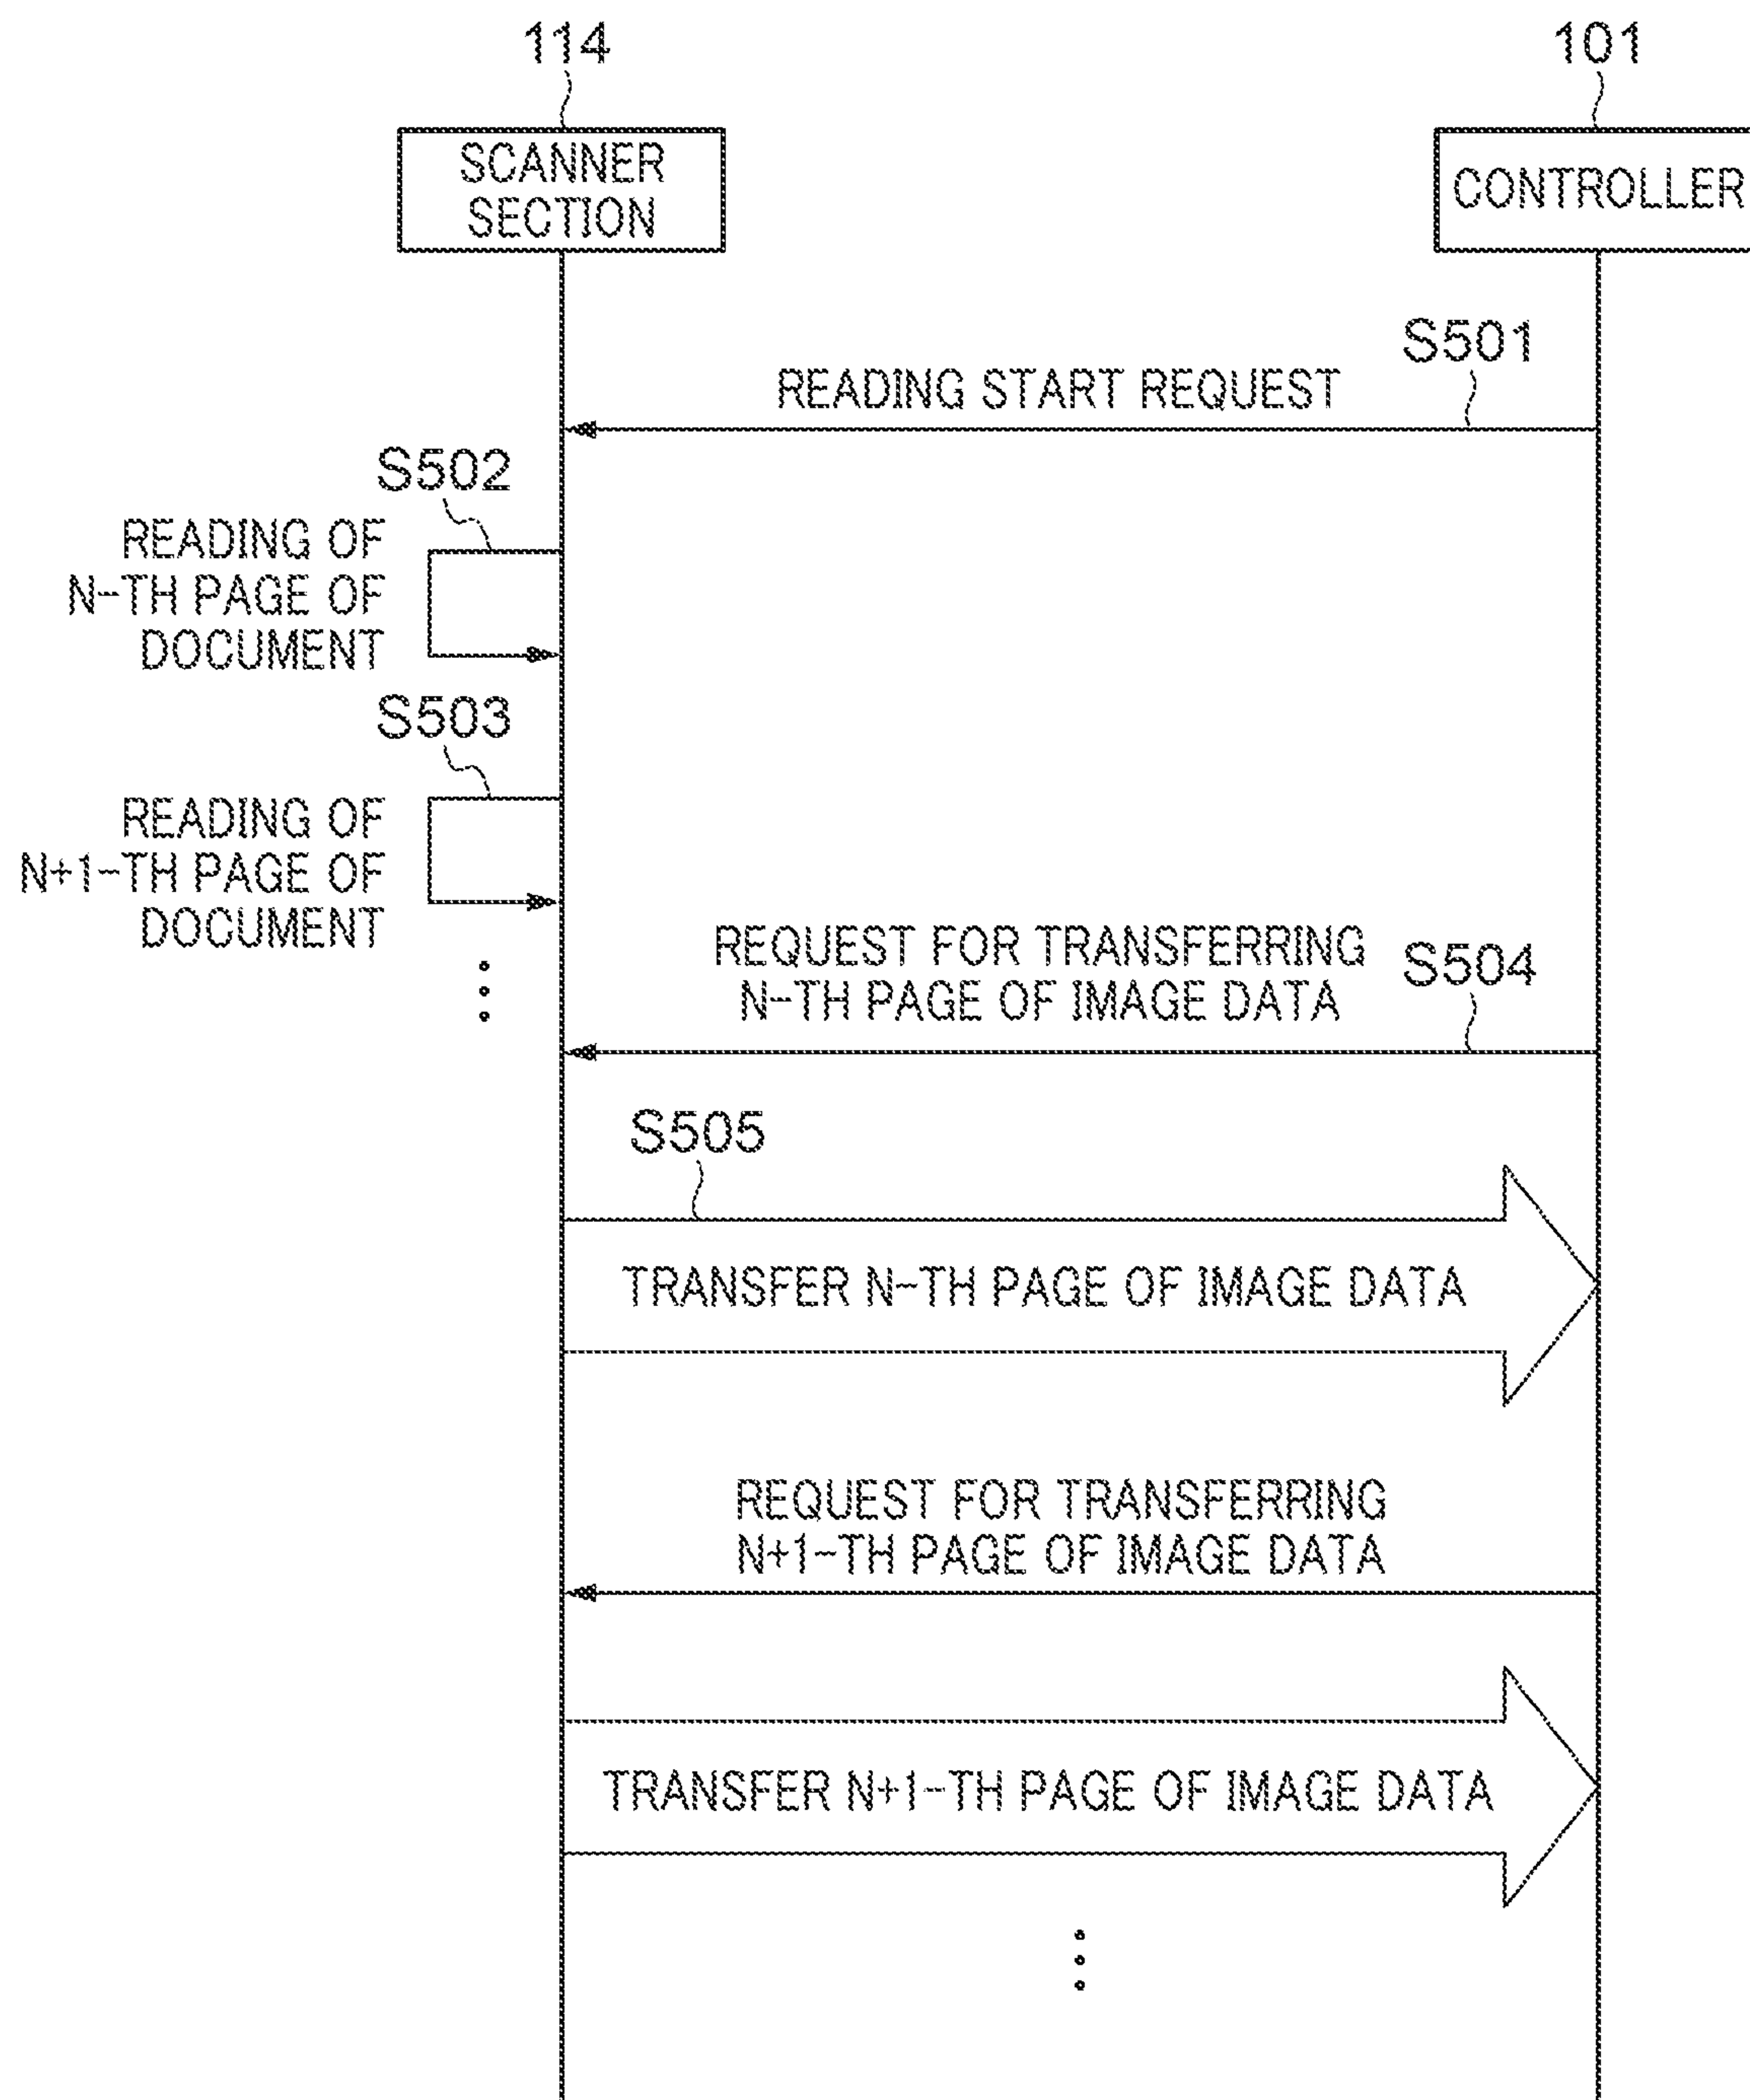 114
101
SCANNER
SECTION
CONTROLLER
S501
READING START REQUEST
S502
READING OF
N-TH PAGE OF
DOCUMENT
S503
READING OF
N+1-TH PAGE OF
DOCUMENT
REQUEST FOR TRANSFERRING
N-TH PAGE OF IMAGE DATA
S504
S505
TRANSFER N-TH PAGE OF IMAGE DATA
REQUEST FOR TRANSFERRING
N+1-TH PAGE OF IMAGE DATA
TRANSFER N+1-TH PAGE OF IMAGE DATA